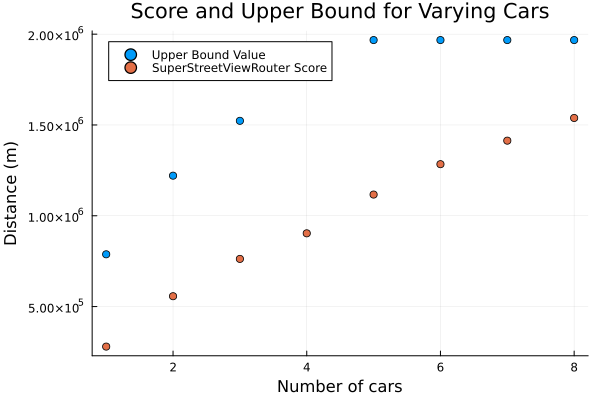 Score and Upper Bound for Varying Cars
2.00×10⁶
Upper Bound Value
SuperStreetViewRouter Score
1.50×10⁶
1.00×10⁶
5.00×10⁵
Distance (m)
2
4
6
8
Number of cars